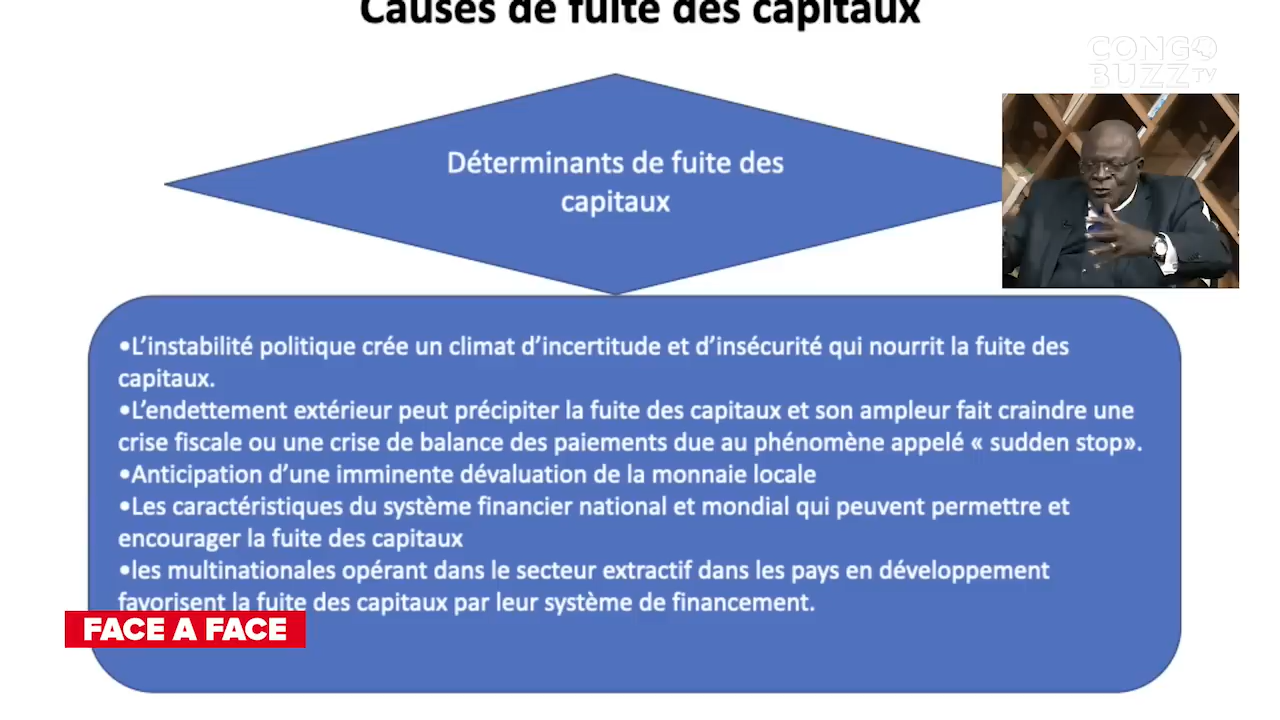 Causes de fuite des capitaux
CONGO
BUZZ TV
Déterminants de fuite des
capitaux
•L’instabilité politique crée un climat d’incertitude et d’insécurité qui nourrit la fuite des
capitaux.
•L’endettement extérieur peut précipiter la fuite des capitaux et son ampleur fait craindre une
crise fiscale ou une crise de balance des paiements due au phénomène appelé « sudden stop».
•Anticipation d’une imminente dévaluation de la monnaie locale
•Les caractéristiques du système financier national et mondial qui peuvent permettre et
encourager la fuite des capitaux
•les multinationales opérant dans le secteur extractif dans les pays en développement
favorisent la fuite des capitaux par leur système de financement.
FACE A FACE